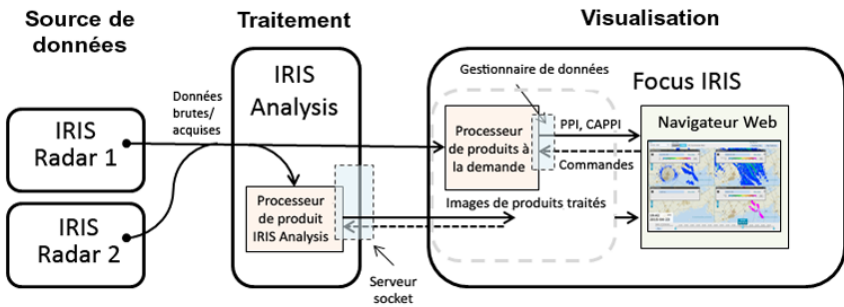 Source de
données
Traitement
Visualisation
IRIS
Radar 1
IRIS
Radar 2
Données
brutes/
acquises
IRIS
Analysis
Processeur
de produit
IRIS Analysis
Serveur
socket
Gestionnaire de données
Focus IRIS
Processeur
de produits à
la demande
PPI, CAPPI
Commandes
Images de produits traités
Navigateur Web